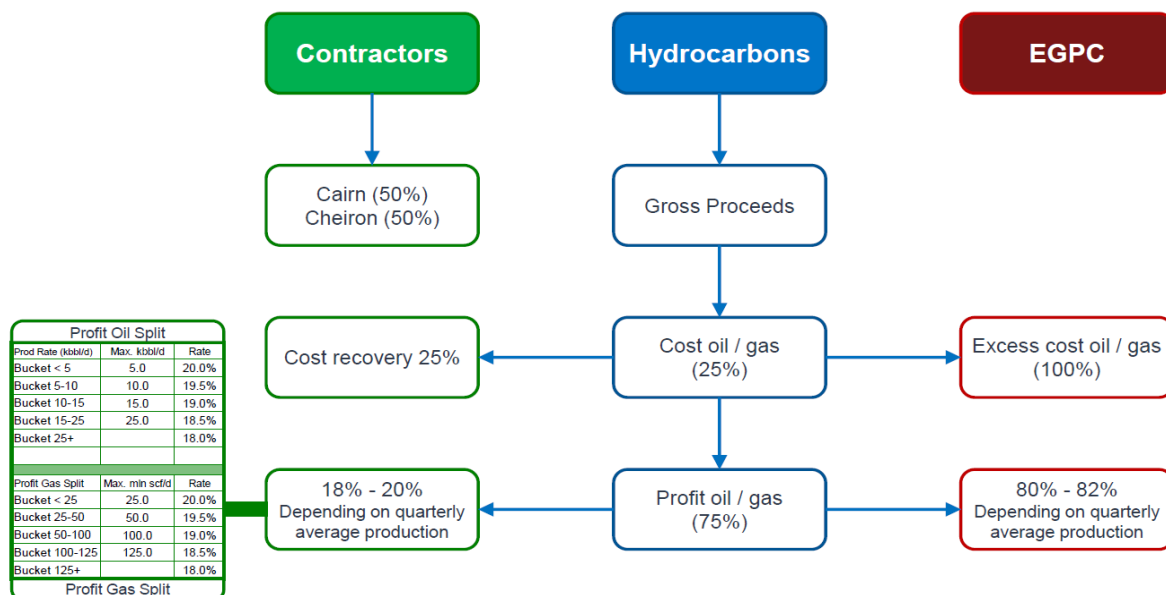 Contractors
Hydrocarbons
EGPC
Cairn (50%)
Cheiron (50%)
Gross Proceeds
Cost recovery 25%
Cost oil / gas
(25%)
Excess cost oil / gas
(100%)
Profit Oil Split
Prod Rate (kbbl/d) Max. kbbl/d Rate
Bucket < 5 5.0 20.0%
Bucket 5-10 10.0 19.5%
Bucket 10-15 15.0 19.0%
Bucket 15-25 25.0 18.5%
Bucket 25+ 18.0%
Profit Gas Split Max. mln scf/d Rate
Bucket < 25 25.0 20.0%
Bucket 25-50 50.0 19.5%
Bucket 50-100 100.0 19.0%
Bucket 100-125 125.0 18.5%
Bucket 125+ 18.0%
Profit Gas Split
18% - 20%
Depending on quarterly
average production
Profit oil / gas
(75%)
80% - 82%
Depending on quarterly
average production